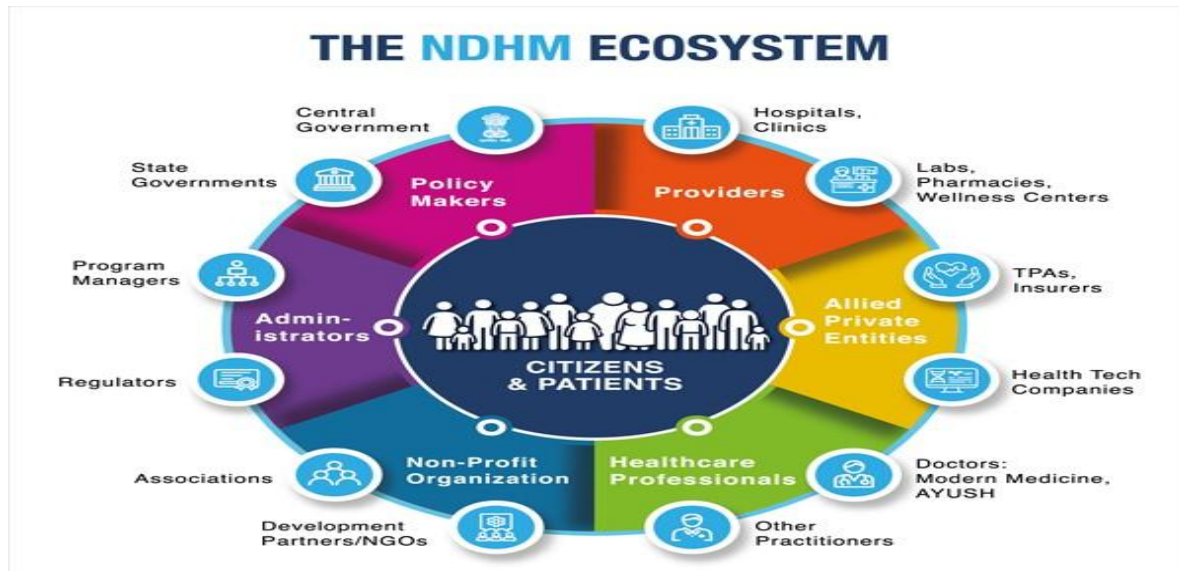 THE NDHM ECOSYSTEM
Central
Government
Hospitals,
Clinics
State
Governments
Policy
Makers
Providers
Labs,
Pharmacies,
Wellness Centers
Program
Managers
Admin-
istrators
Allied
Private
Entities
TPAs,
Insurers
CITIZENS
& PATIENTS
Regulators
Health Tech
Companies
Associations
Non-Profit
Organization
Healthcare
Professionals
Doctors:
Modern Medicine,
AYUSH
Development
Partners/NGOs
Other
Practitioners